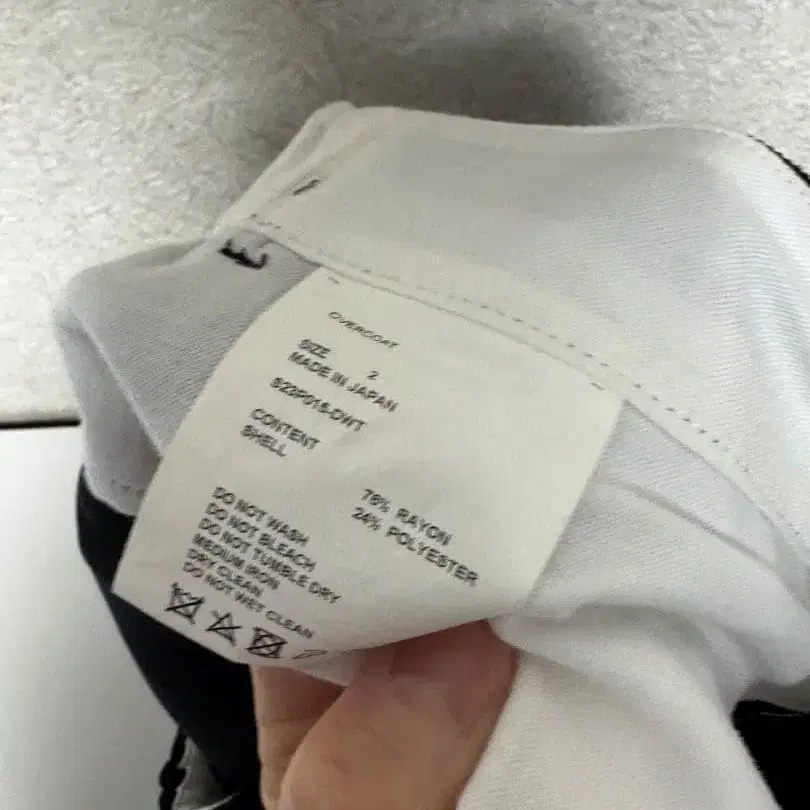 OVERCOAT
SIZE 2
MADE IN JAPAN
S23P015-DWT
CONTENT
SHELL
76% RAYON
24% POLYESTER
DO NOT WASH
DO NOT BLEACH
DO NOT TUMBLE DRY
MEDIUM IRON
DRY CLEAN
DO NOT WET CLEAN